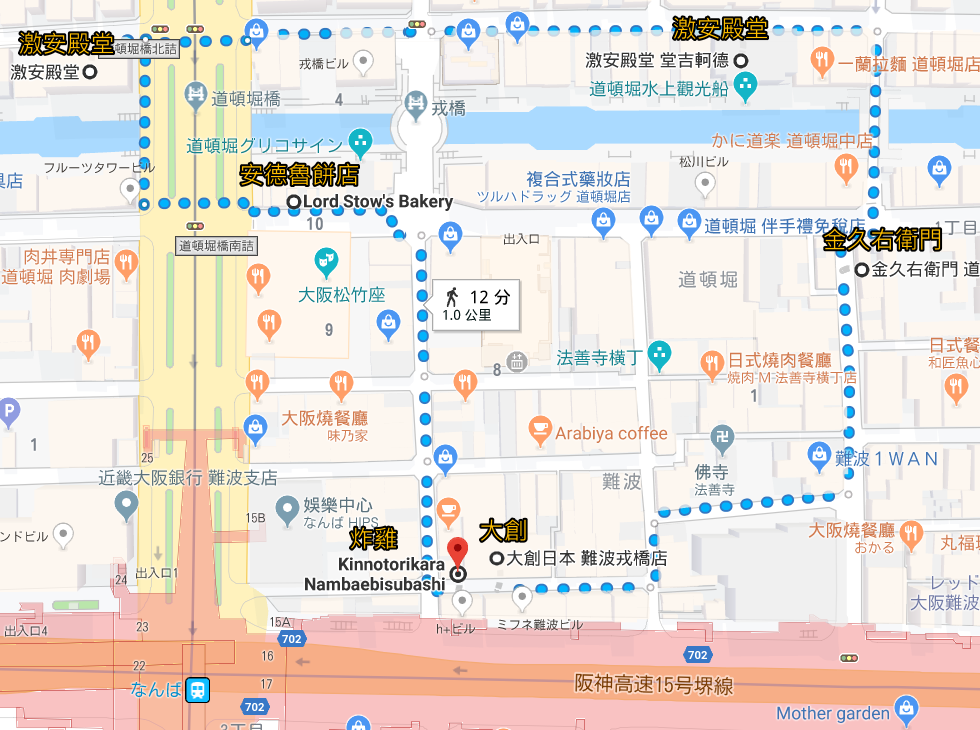 激安殿堂
頓堀橋北詰
激安殿堂
激安殿堂
激安殿堂 堂吉軻德
戎橋ビル
一蘭拉麵 道頓堀店
道頓堀橋
4
戎橋
道頓堀水上觀光船
道頓堀グリコサイン
かに道楽 道頓堀中店
フルーツタワービル
松川ビル
具店
安德魯餅店
Lord Stow's Bakery
複合式藥妝店
ツルハドラッグ 道頓堀店
10
道頓堀 伴手禮免稅店
1丁目
道頓堀橋南詰
出入口
金久右衛門
金久右衛門 道
肉丼専門店
道頓堀 肉劇場
大阪松竹座
道頓堀
12 分
1.0 公里
9
法善寺橫丁
8
日式燒肉餐廳
焼肉·M·法善寺横丁店
日式餐
和匠魚心
1
大阪燒餐廳
味乃家
Arabiya coffee
P
1
25
近畿大阪銀行 難波支店
難波
佛寺
法善寺
難波１ＷＡＮ
娛樂中心
なんば HIPS
15B
ンドビル
炸雞
大創
大阪燒餐廳
おかる
丸福珈
Kinnotorikara
Nambaebisubashi
大創日本 難波戎橋店
出入口1
24
レット
大阪難波
h+ビル
ミフネ難波ビル
15A
出入口4
23
702
16
22
702
なんば
17
阪神高速15号堺線
702
Mother garden